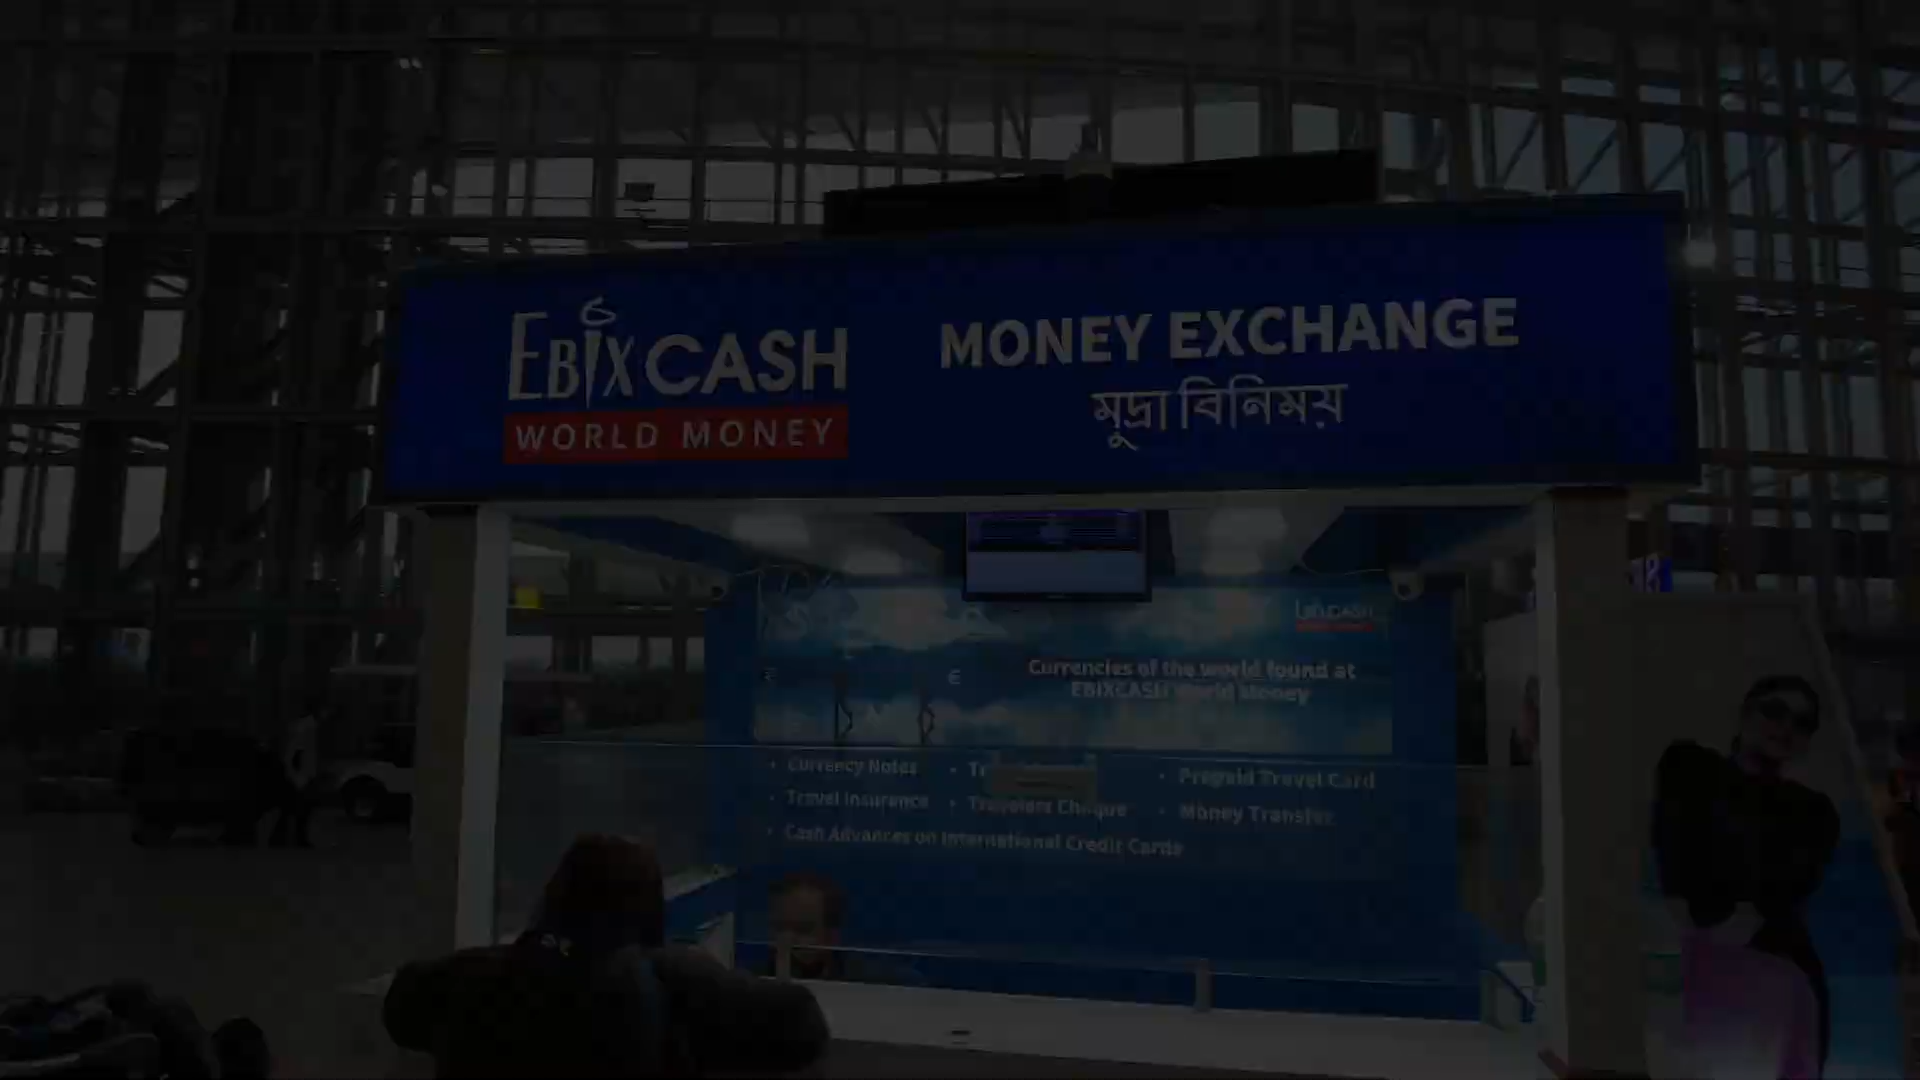 EBIXCASH
WORLD MONEY
MONEY EXCHANGE
মুদ্রা বিনিময়
EBIXCASH
Currencies of the world found at
EBIXCASH World Money
• Currency Notes
• Prepaid Travel Card
• Travel Insurance
• Travelers Cheque
• Money Transfer
• Cash Advances on International Credit Cards